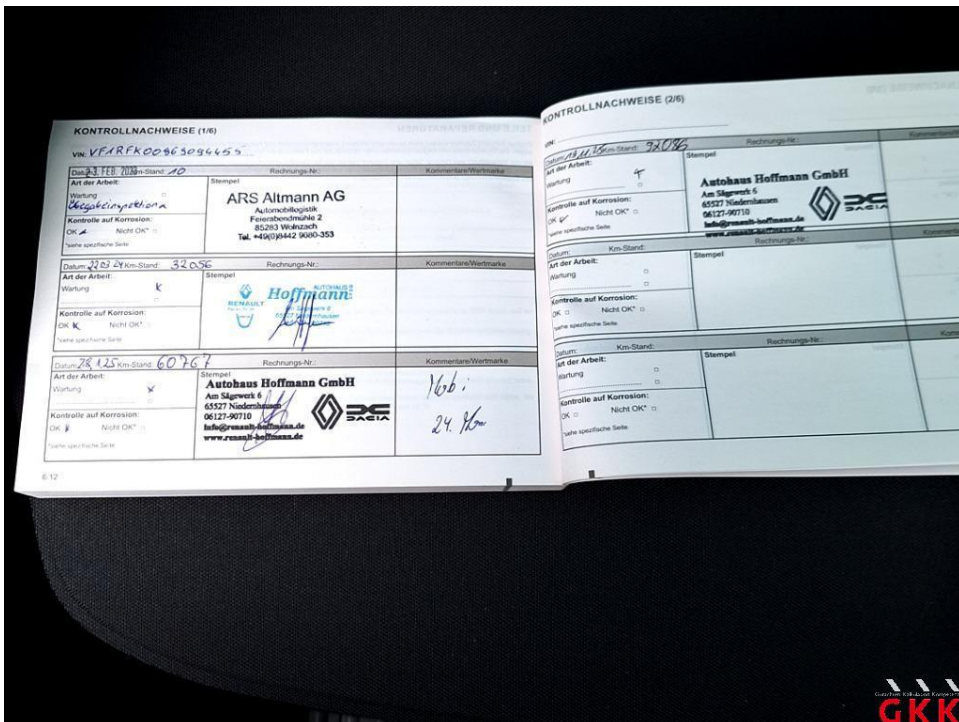 KONTROLLNACHWEISE (1/6)
VIN: VF1RFK00969094455
Datum: 23. FEB. Km-Stand: 10 Rechnungs-Nr.: Kommentare/Wertmarke
Art der Arbeit: Stempel
Wartung
Kontrolle auf Korrosion:
OK Nicht OK*
*siehe spezifische Seite
ARS Altmann AG
Automobillogistik
Feierabendmühle 2
85283 Wolnzach
Tel. +49(0)8442 9080-353
Datum: 22 03 24 Km-Stand: 32056 Rechnungs-Nr.: Kommentare/Wertmarke
Art der Arbeit: Stempel
Wartung
Kontrolle auf Korrosion:
OK Nicht OK*
*siehe spezifische Seite
RENAULT
AUTOHAUS
Hoffmann
Datum: 28.1.25 Km-Stand: 60767 Rechnungs-Nr.: Kommentare/Wertmarke
Art der Arbeit: Stempel
Wartung
Kontrolle auf Korrosion:
OK Nicht OK*
*siehe spezifische Seite
Autohaus Hoffmann GmbH
Am Sägewerk 6
65527 Niedernhausen
06127-90710
info@renault-hoffmann.de
www.renault-hoffmann.de
DACIA
24.
6.12
KONTROLLNACHWEISE (2/6)
VIN:
Datum: Km-Stand: 92086 Rechnungs-Nr.:
Art der Arbeit: Stempel
Wartung
Kontrolle auf Korrosion:
OK Nicht OK*
*siehe spezifische Seite
Autohaus Hoffmann GmbH
Am Sägewerk 6
65527 Niedernhausen
06127-90710
info@renault-hoffmann.de
www.renault-hoffmann.de
DACIA
Datum: Km-Stand: Rechnungs-Nr.:
Art der Arbeit: Stempel
Wartung
Kontrolle auf Korrosion:
OK Nicht OK*
*siehe spezifische Seite
Datum: Km-Stand: Rechnungs-Nr.:
Art der Arbeit: Stempel
Wartung
Kontrolle auf Korrosion:
OK Nicht OK*
*siehe spezifische Seite
GKK